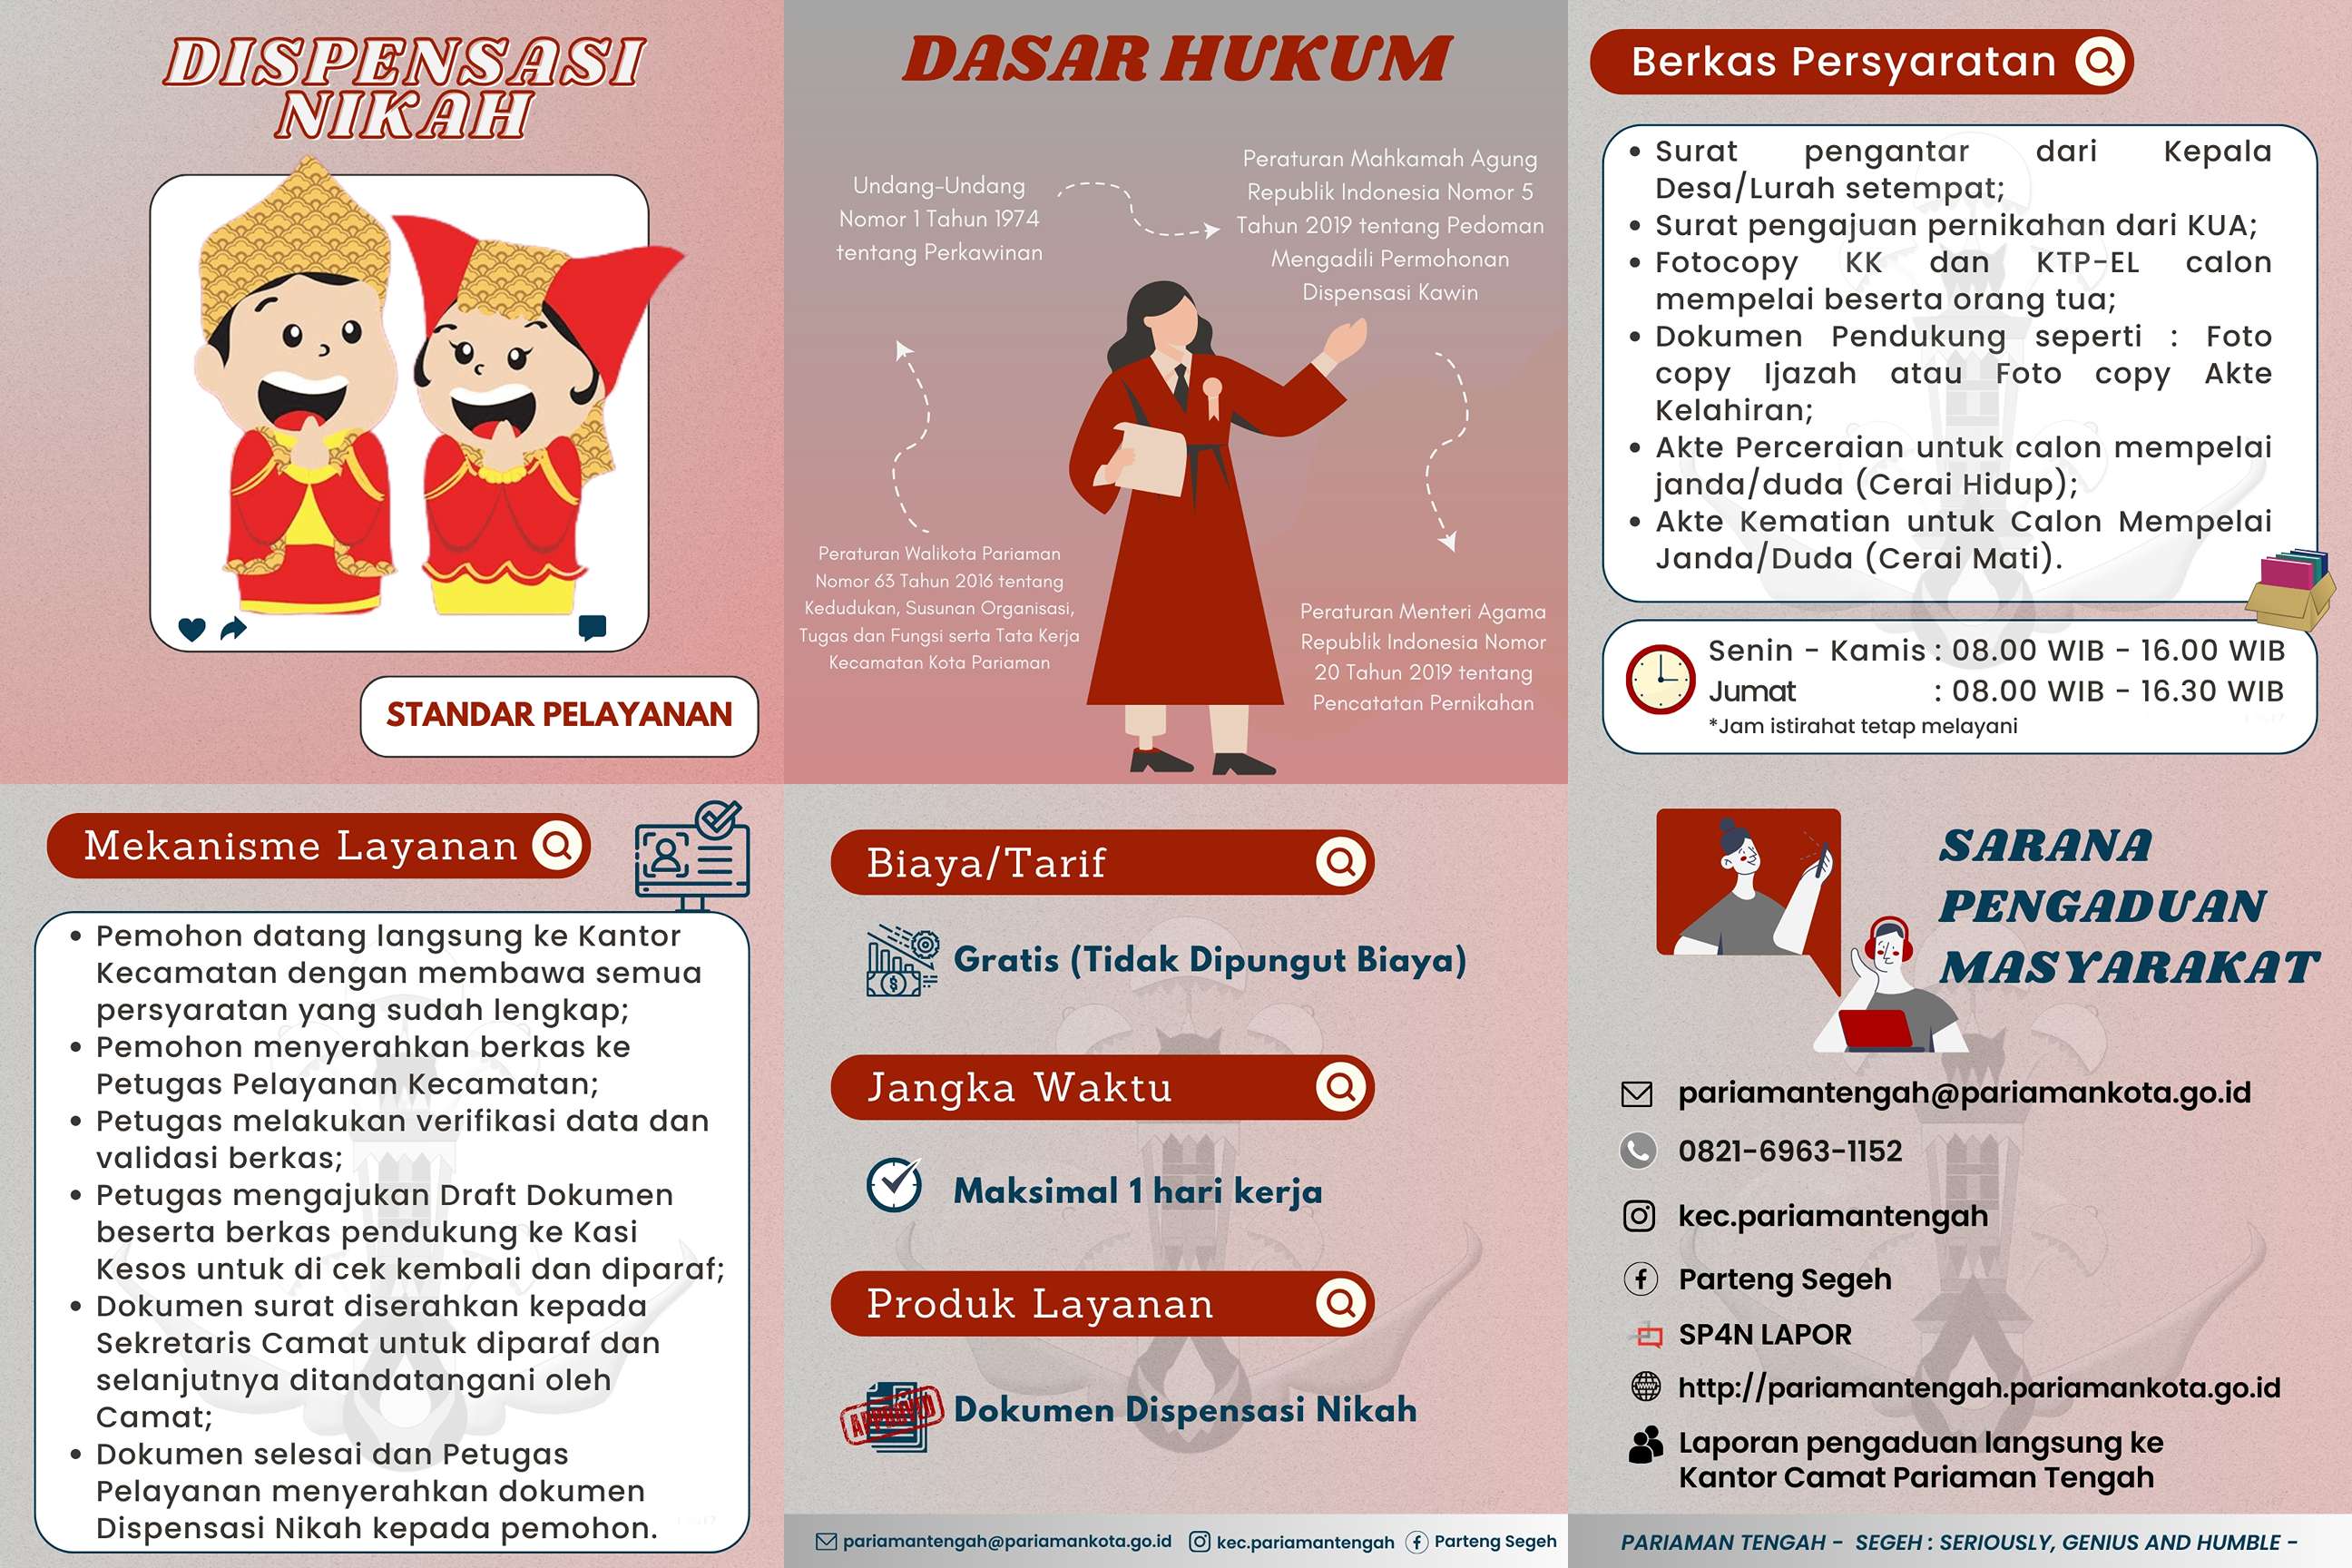 DISPENSASI
NIKAH
STANDAR PELAYANAN
DASAR HUKUM
Undang-Undang
Nomor 1 Tahun 1974
tentang Perkawinan
Peraturan Mahkamah Agung
Republik Indonesia Nomor 5
Tahun 2019 tentang Pedoman
Mengadili Permohonan
Dispensasi Kawin
Peraturan Walikota Pariaman
Nomor 63 Tahun 2016 tentang
Kedudukan, Susunan Organisasi,
Tugas dan Fungsi serta Tata Kerja
Kecamatan Kota Pariaman
Peraturan Menteri Agama
Republik Indonesia Nomor
20 Tahun 2019 tentang
Pencatatan Pernikahan
Berkas Persyaratan
• Surat pengantar dari Kepala
Desa/Lurah setempat;
• Surat pengajuan pernikahan dari KUA;
• Fotocopy KK dan KTP-EL calon
mempelai beserta orang tua;
• Dokumen Pendukung seperti : Foto
copy Ijazah atau Foto copy Akte
Kelahiran;
• Akte Perceraian untuk calon mempelai
janda/duda (Cerai Hidup);
• Akte Kematian untuk Calon Mempelai
Janda/Duda (Cerai Mati).
Senin - Kamis : 08.00 WIB - 16.00 WIB
Jumat : 08.00 WIB - 16.30 WIB
*Jam istirahat tetap melayani
Mekanisme Layanan
• Pemohon datang langsung ke Kantor
Kecamatan dengan membawa semua
persyaratan yang sudah lengkap;
• Pemohon menyerahkan berkas ke
Petugas Pelayanan Kecamatan;
• Petugas melakukan verifikasi data dan
validasi berkas;
• Petugas mengajukan Draft Dokumen
beserta berkas pendukung ke Kasi
Kesos untuk di cek kembali dan diparaf;
• Dokumen surat diserahkan kepada
Sekretaris Camat untuk diparaf dan
selanjutnya ditandatangani oleh
Camat;
• Dokumen selesai dan Petugas
Pelayanan menyerahkan dokumen
Dispensasi Nikah kepada pemohon.
Biaya/Tarif
Gratis (Tidak Dipungut Biaya)
Jangka Waktu
Maksimal 1 hari kerja
Produk Layanan
APPROVED
Dokumen Dispensasi Nikah
pariamantengah@pariamankota.go.id kec.pariamantengah Parteng Segeh
SARANA
PENGADUAN
MASYARAKAT
pariamantengah@pariamankota.go.id
0821-6963-1152
kec.pariamantengah
Parteng Segeh
SP4N LAPOR
http://pariamantengah.pariamankota.go.id
Laporan pengaduan langsung ke
Kantor Camat Pariaman Tengah
PARIAMAN TENGAH - SEGEH : SERIOUSLY, GENIUS AND HUMBLE -